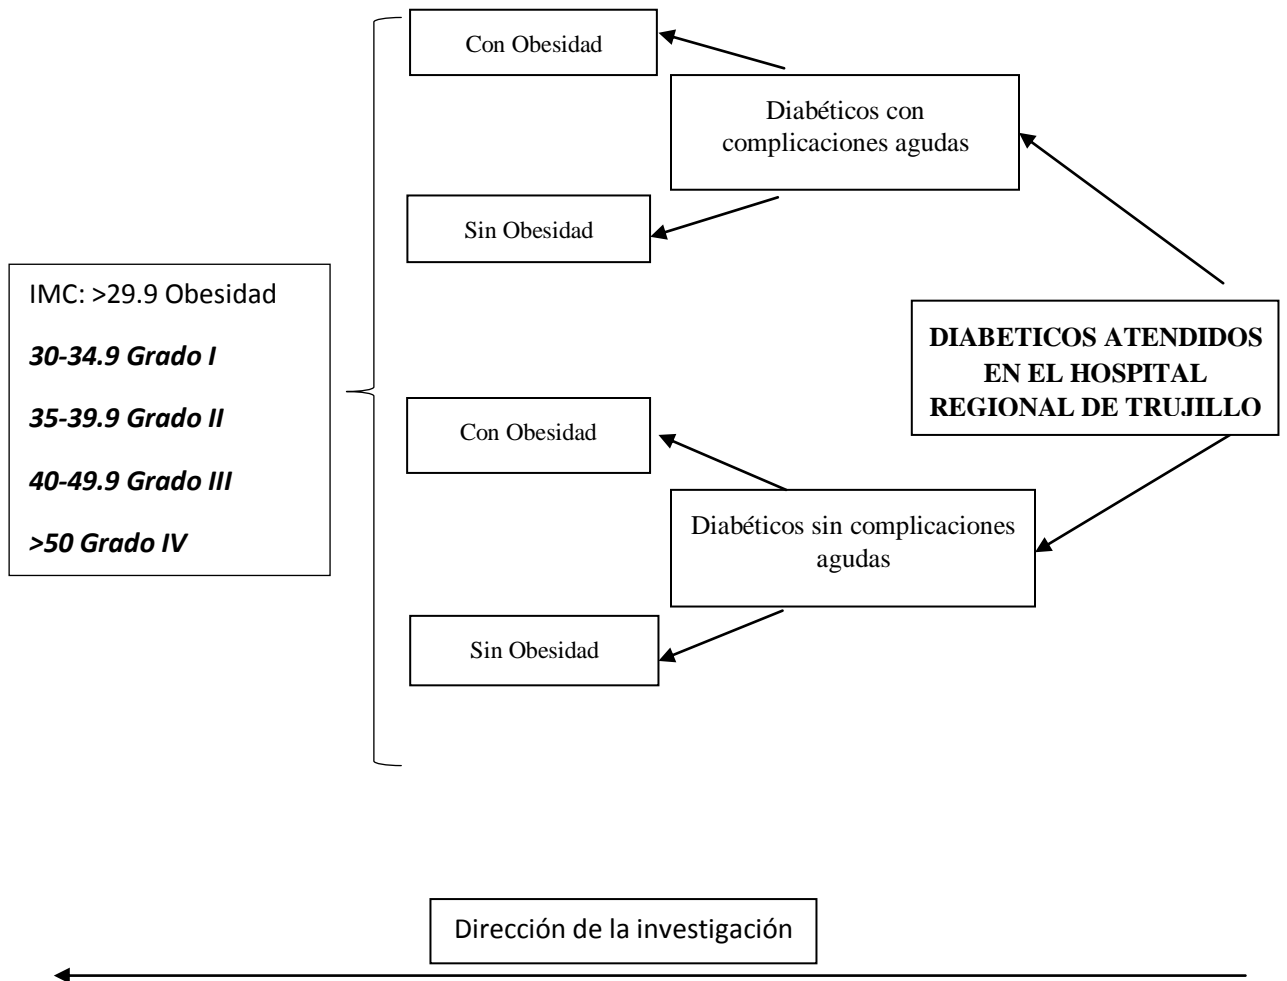 Con Obesidad
Diabéticos con
complicaciones agudas
Sin Obesidad
IMC: >29.9 Obesidad
30-34.9 Grado I
35-39.9 Grado II
40-49.9 Grado III
>50 Grado IV
DIABETICOS ATENDIDOS
EN EL HOSPITAL
REGIONAL DE TRUJILLO
Con Obesidad
Diabéticos sin complicaciones
agudas
Sin Obesidad
Dirección de la investigación